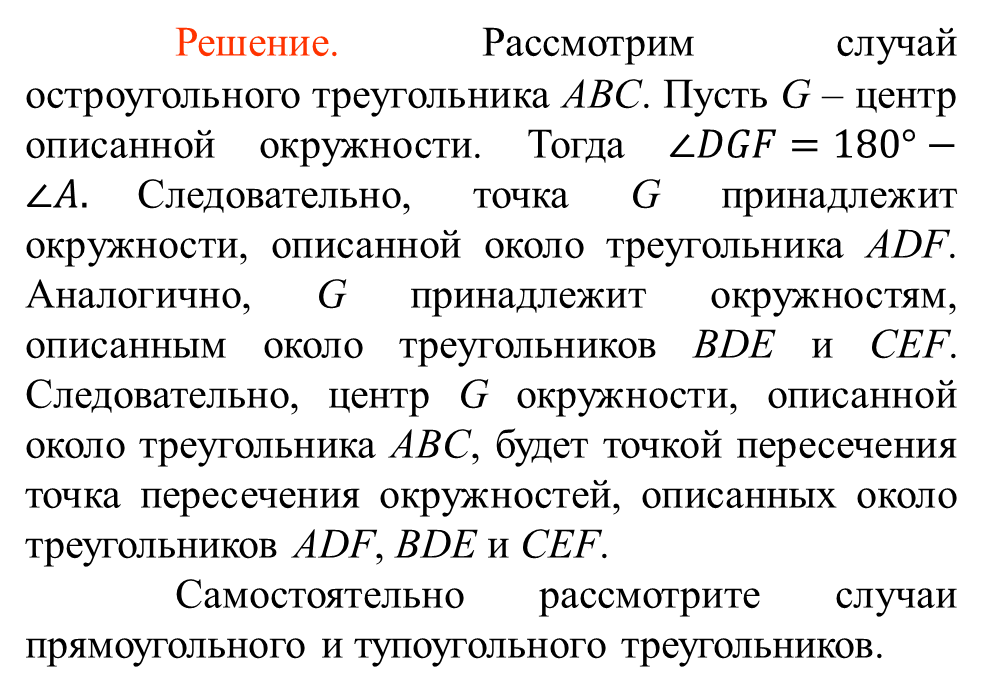 Решение. Рассмотрим случай
остроугольного треугольника ABC. Пусть G – центр
описанной окружности. Тогда ∠DGF = 180° −
∠A. Следовательно, точка G принадлежит
окружности, описанной около треугольника ADF.
Аналогично, G принадлежит окружностям,
описанным около треугольников BDE и CEF.
Следовательно, центр G окружности, описанной
около треугольника ABC, будет точкой пересечения
точка пересечения окружностей, описанных около
треугольников ADF, BDE и CEF.
Самостоятельно рассмотрите случаи
прямоугольного и тупоугольного треугольников.